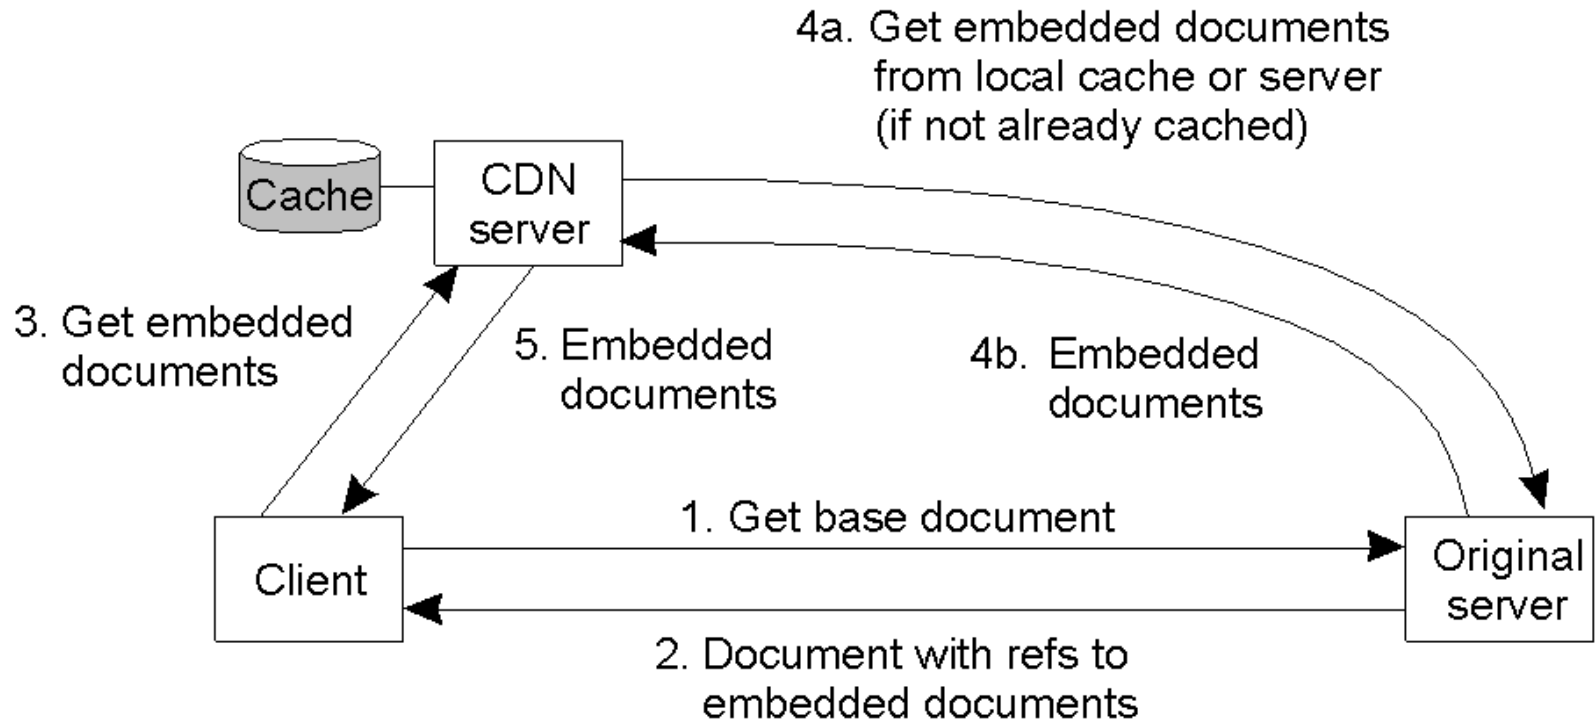 4a. Get embedded documents
from local cache or server
(if not already cached)
Cache
CDN
server
3. Get embedded
documents
5. Embedded
documents
4b. Embedded
documents
1. Get base document
Client
Original
server
2. Document with refs to
embedded documents